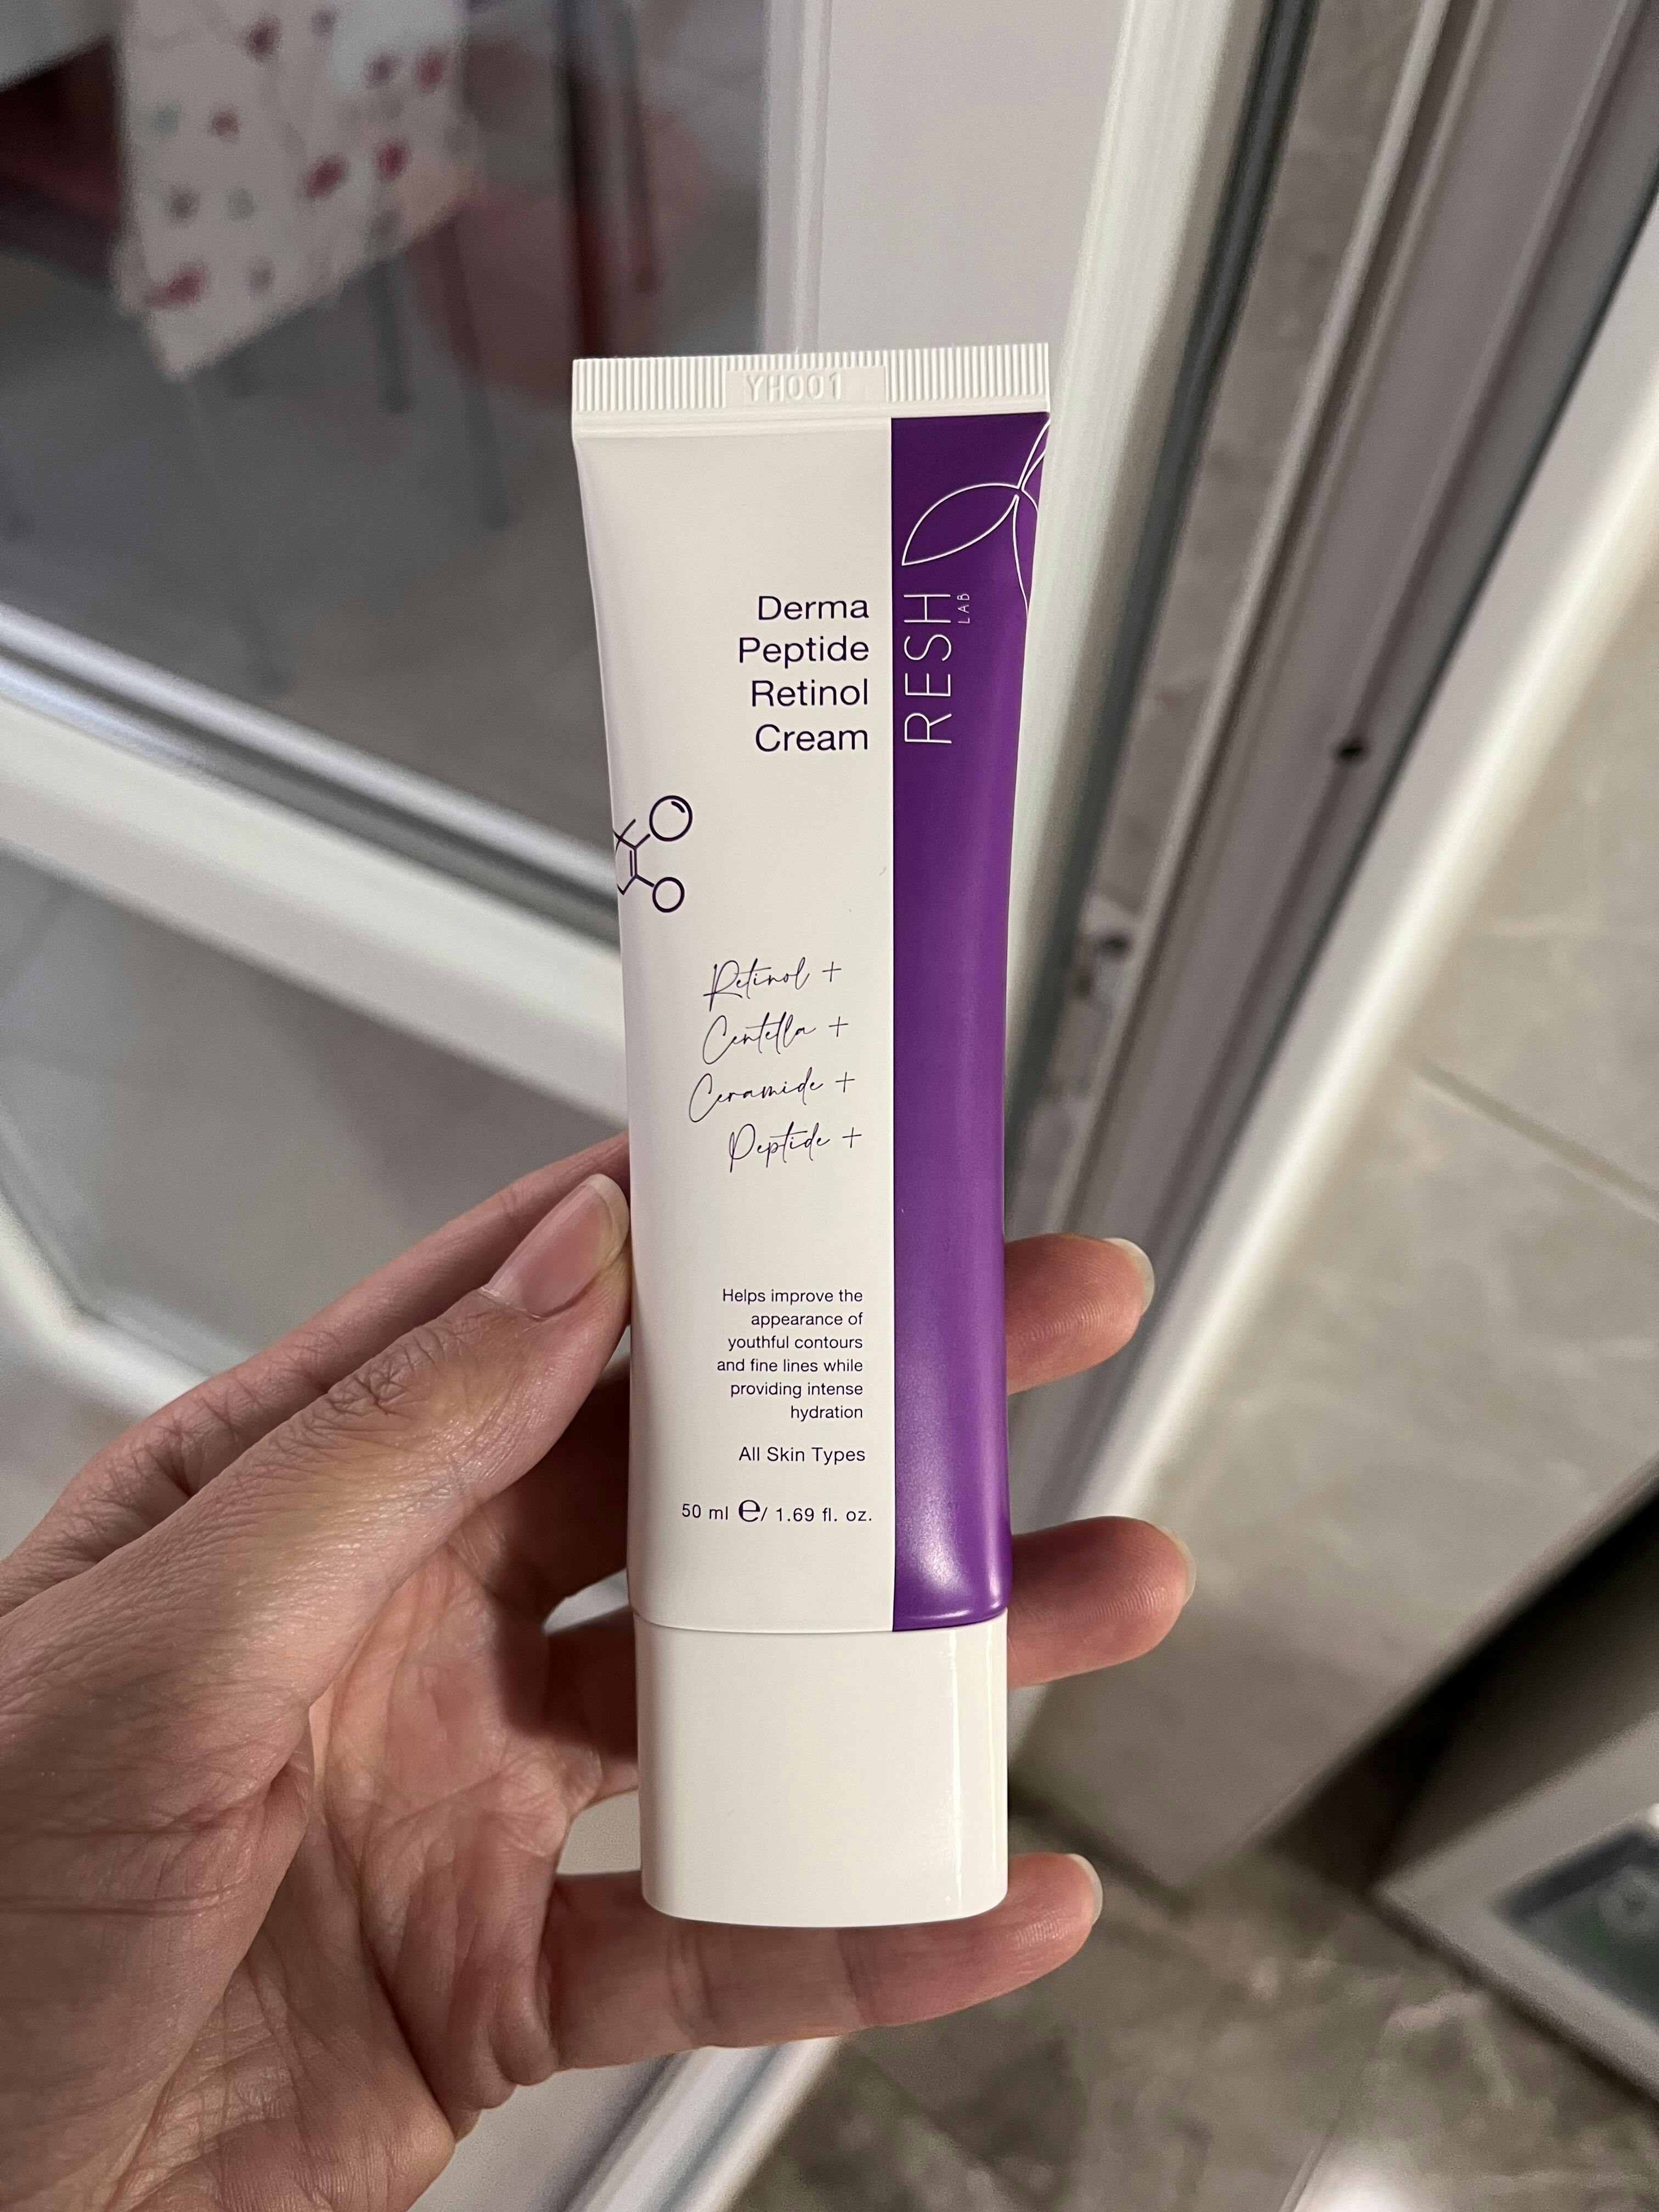 YH001
Derma
Peptide
Retinol
Cream
RESH
LAB
Retinol +
Centella +
Ceramide +
Peptide +
Helps improve the
appearance of
youthful contours
and fine lines while
providing intense
hydration
All Skin Types
50 ml ℮/ 1.69 fl. oz.